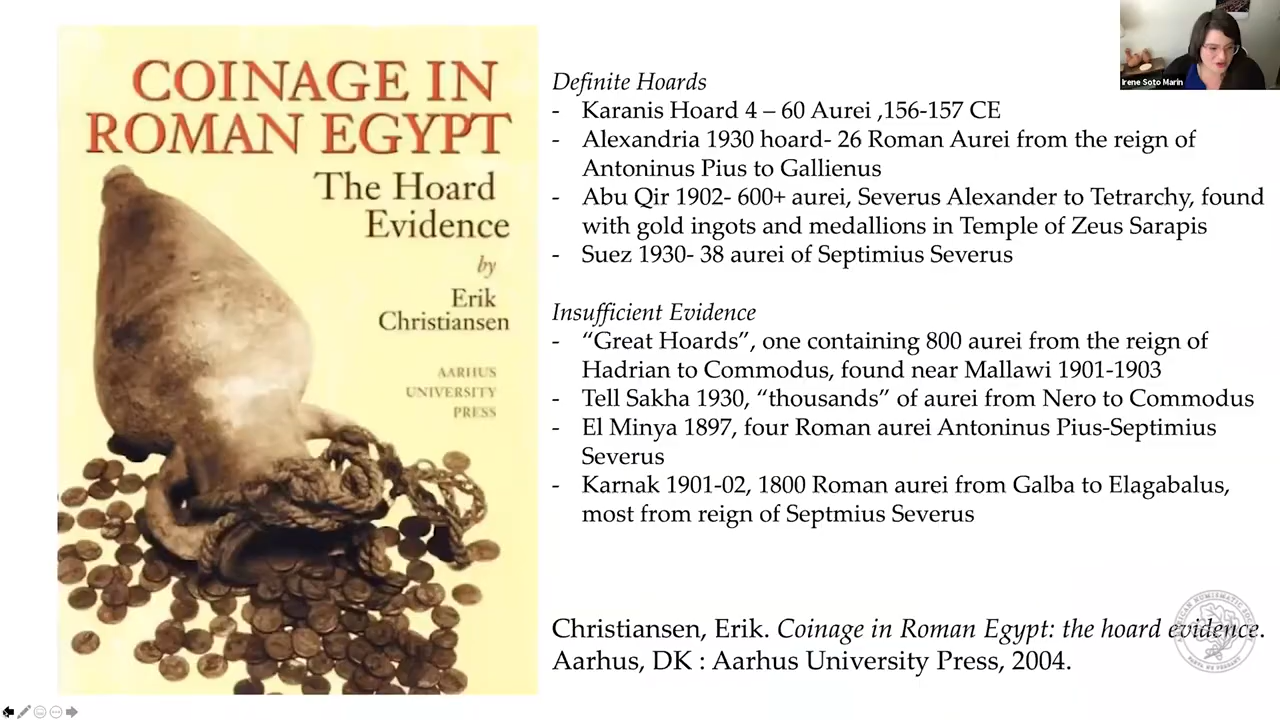 COINAGE IN
ROMAN EGYPT
The Hoard
Evidence
by
Erik
Christiansen
AARHUS
UNIVERSITY
PRESS
Definite Hoards
- Karanis Hoard 4 – 60 Aurei ,156-157 CE
- Alexandria 1930 hoard- 26 Roman Aurei from the reign of
Antoninus Pius to Gallienus
- Abu Qir 1902- 600+ aurei, Severus Alexander to Tetrarchy, found
with gold ingots and medallions in Temple of Zeus Sarapis
- Suez 1930- 38 aurei of Septimius Severus
Insufficient Evidence
- “Great Hoards”, one containing 800 aurei from the reign of
Hadrian to Commodus, found near Mallawi 1901-1903
- Tell Sakha 1930, “thousands” of aurei from Nero to Commodus
- El Minya 1897, four Roman aurei Antoninus Pius-Septimius
Severus
- Karnak 1901-02, 1800 Roman aurei from Galba to Elagabalus,
most from reign of Septmius Severus
Christiansen, Erik. Coinage in Roman Egypt: the hoard evidence.
Aarhus, DK : Aarhus University Press, 2004.
Irene Soto Marin
AMERICAN NUMISMATIC SOCIETY